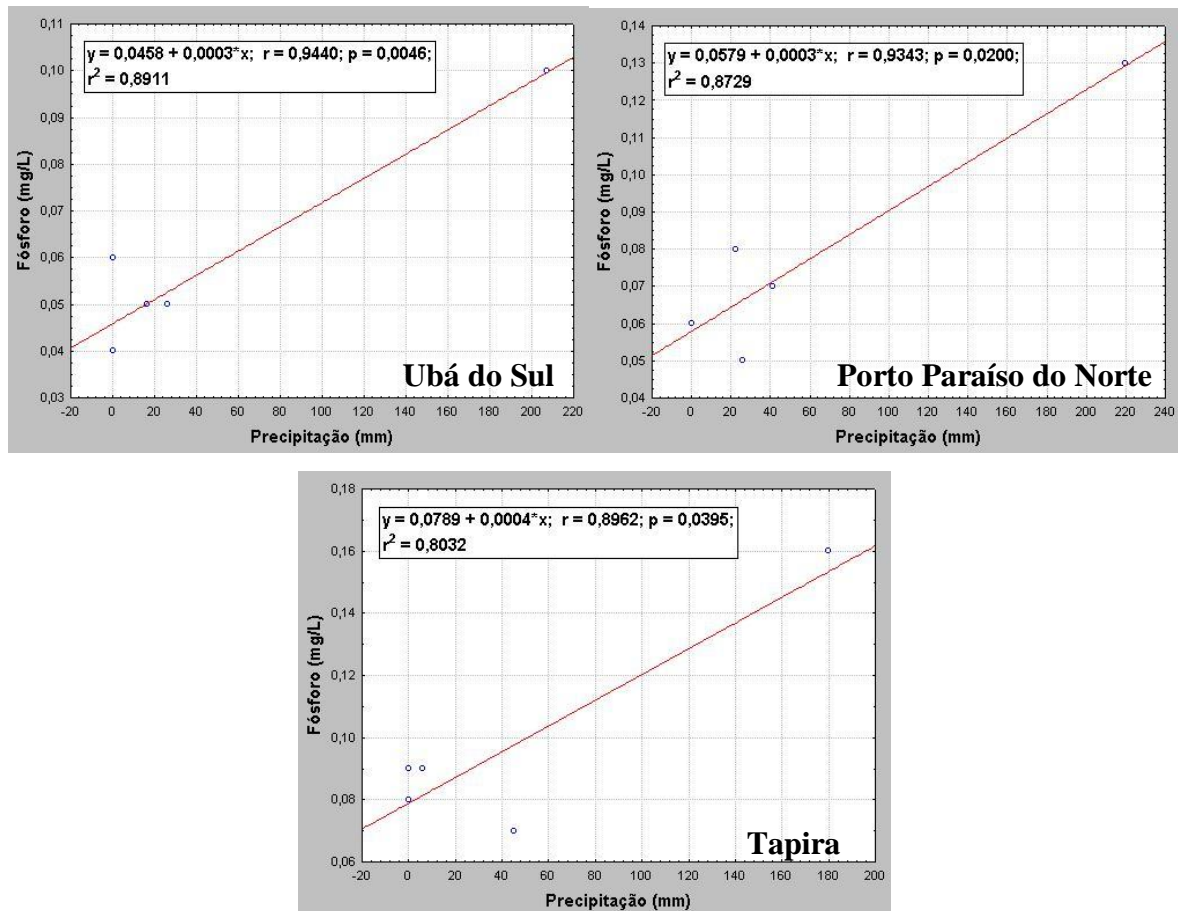 y = 0,0458 + 0,0003*x; r = 0,9440; p = 0,0046;
r² = 0,8911
0,11
0,10
0,09
0,08
0,07
0,06
0,05
0,04
0,03
Fósforo (mg/L)
-20 0 20 40 60 80 100 120 140 160 180 200 220
Precipitação (mm)
Ubá do Sul
y = 0,0579 + 0,0003*x; r = 0,9343; p = 0,0200;
r² = 0,8729
0,14
0,13
0,12
0,11
0,10
0,09
0,08
0,07
0,06
0,05
0,04
Fósforo (mg/L)
-20 0 20 40 60 80 100 120 140 160 180 200 220 240
Precipitação (mm)
Porto Paraíso do Norte
y = 0,0789 + 0,0004*x; r = 0,8962; p = 0,0395;
r² = 0,8032
0,18
0,16
0,14
0,12
0,10
0,08
0,06
Fósforo (mg/L)
-20 0 20 40 60 80 100 120 140 160 180 200
Precipitação (mm)
Tapira